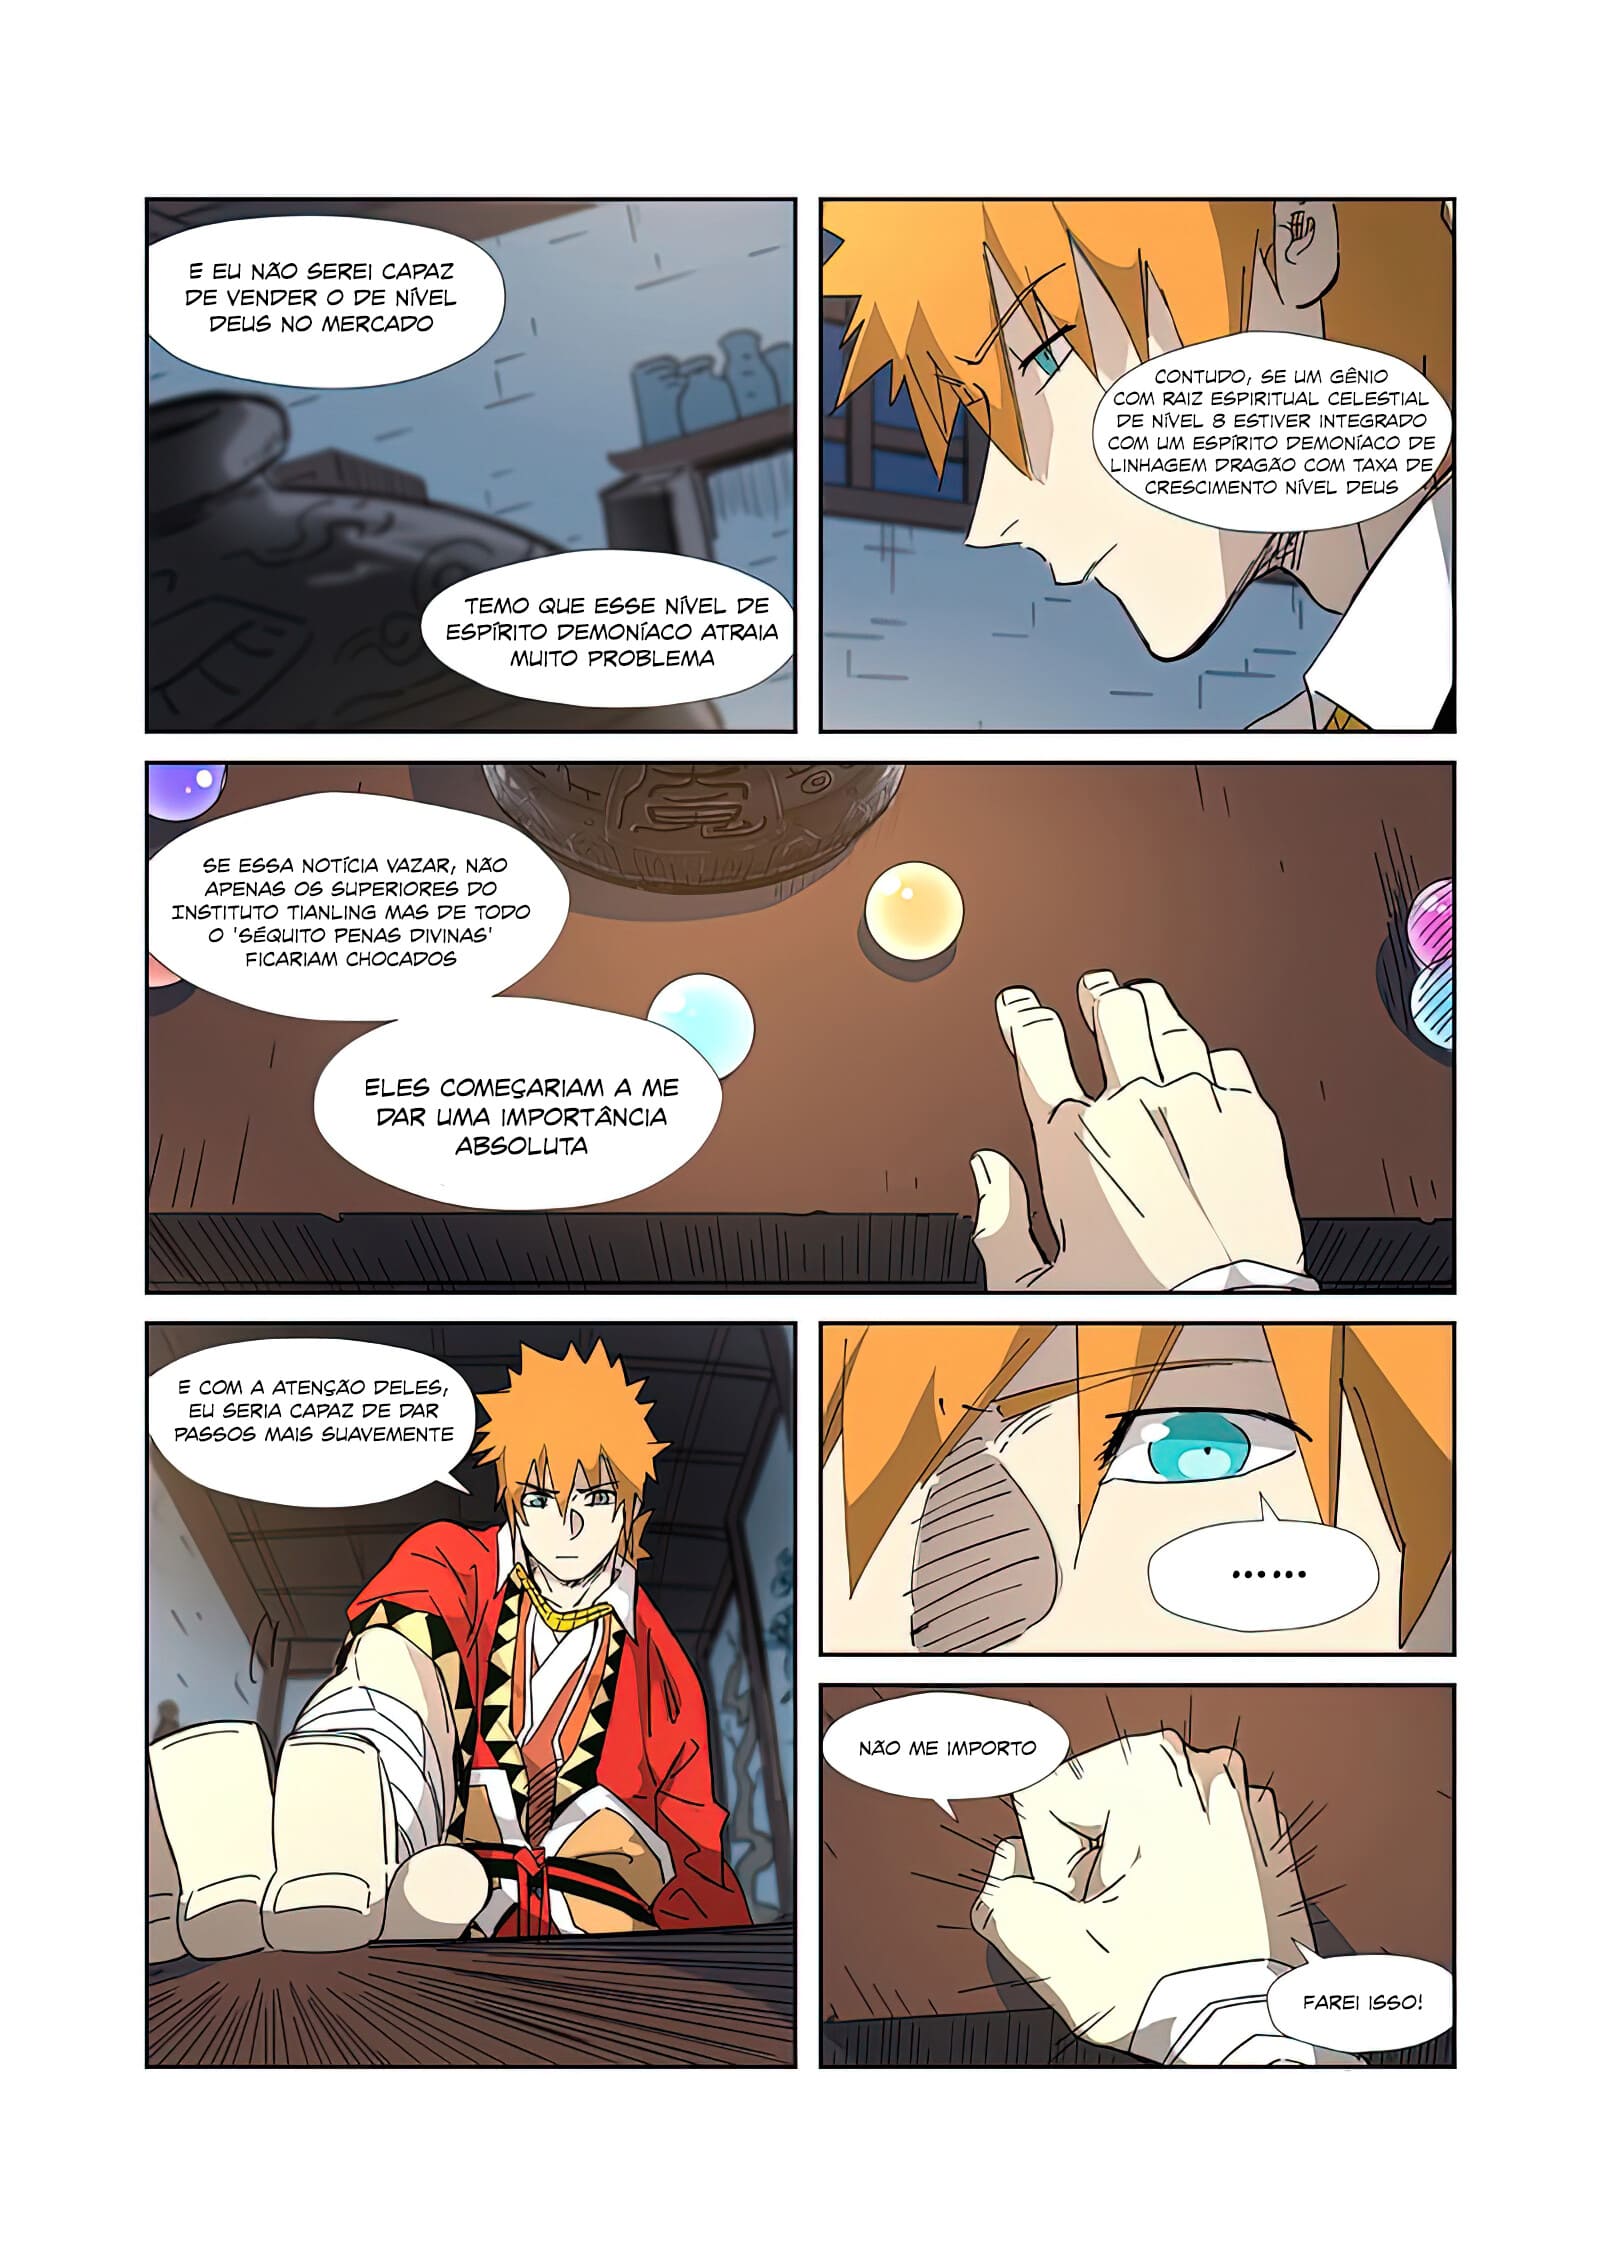 E EU NÃO SEREI CAPAZ
DE VENDER O DE NÍVEL
DEUS NO MERCADO
TEMO QUE ESSE NÍVEL DE
ESPÍRITO DEMONÍACO ATRAIA
MUITO PROBLEMA
CONTUDO, SE UM GÊNIO
COM RAIZ ESPIRITUAL CELESTIAL
DE NÍVEL 8 ESTIVER INTEGRADO
COM UM ESPÍRITO DEMONÍACO DE
LINHAGEM DRAGÃO COM TAXA DE
CRESCIMENTO NÍVEL DEUS
SE ESSA NOTÍCIA VAZAR, NÃO
APENAS OS SUPERIORES DO
INSTITUTO TIANLING MAS DE TODO
O 'SÉQUITO PENAS DIVINAS'
FICARIAM CHOCADOS
ELES COMEÇARIAM A ME
DAR UMA IMPORTÂNCIA
ABSOLUTA
E COM A ATENÇÃO DELES,
EU SERIA CAPAZ DE DAR
PASSOS MAIS SUAVEMENTE
......
NÃO ME IMPORTO
FAREI ISSO!